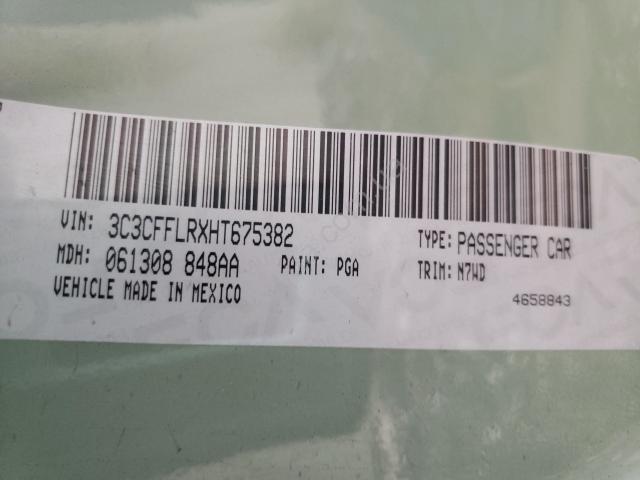 VIN: 3C3CFFLRXHT675382 TYPE: PASSENGER CAR
MDH: 061308 848AA PAINT: PGA TRIM: N7WD
VEHICLE MADE IN MEXICO 4658843